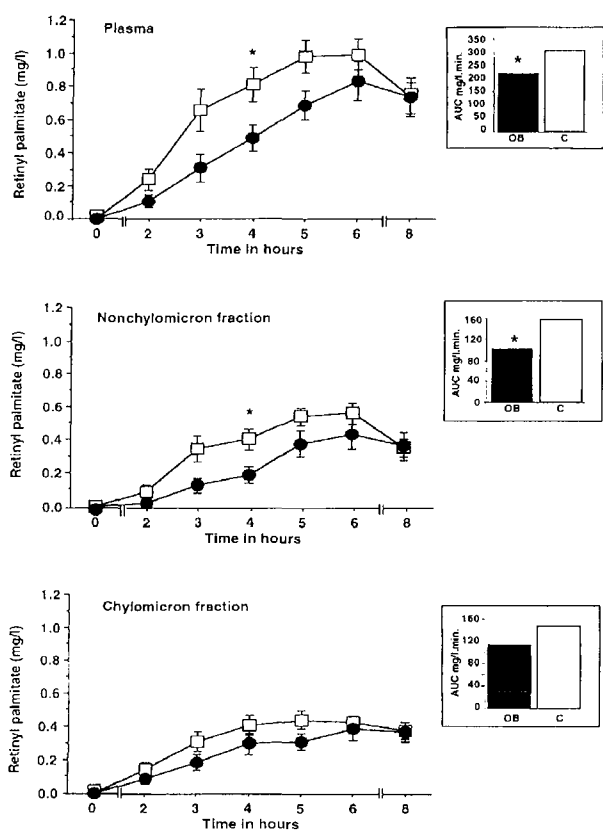 Plasma
*
Retinyl palmitate (mg/l)
1.2
1.0
0.8
0.6
0.4
0.2
0.0
0 2 3 4 5 6 8
Time in hours
AUC mg/l.min.
350
300
250
200
150
100
50
0
*
OB C
Nonchylomicron fraction
*
Retinyl palmitate (mg/l)
1.2
1.0
0.8
0.6
0.4
0.2
0.0
0 2 3 4 5 6 8
Time in hours
AUC mg/l.min.
160
120
80
40
0
*
OB C
Chylomicron fraction
Retinyl palmitate (mg/l)
1.2
1.0
0.8
0.6
0.4
0.2
0.0
0 2 3 4 5 6 8
Time in hours
AUC mg/l.min.
160
120
80
40
0
OB C